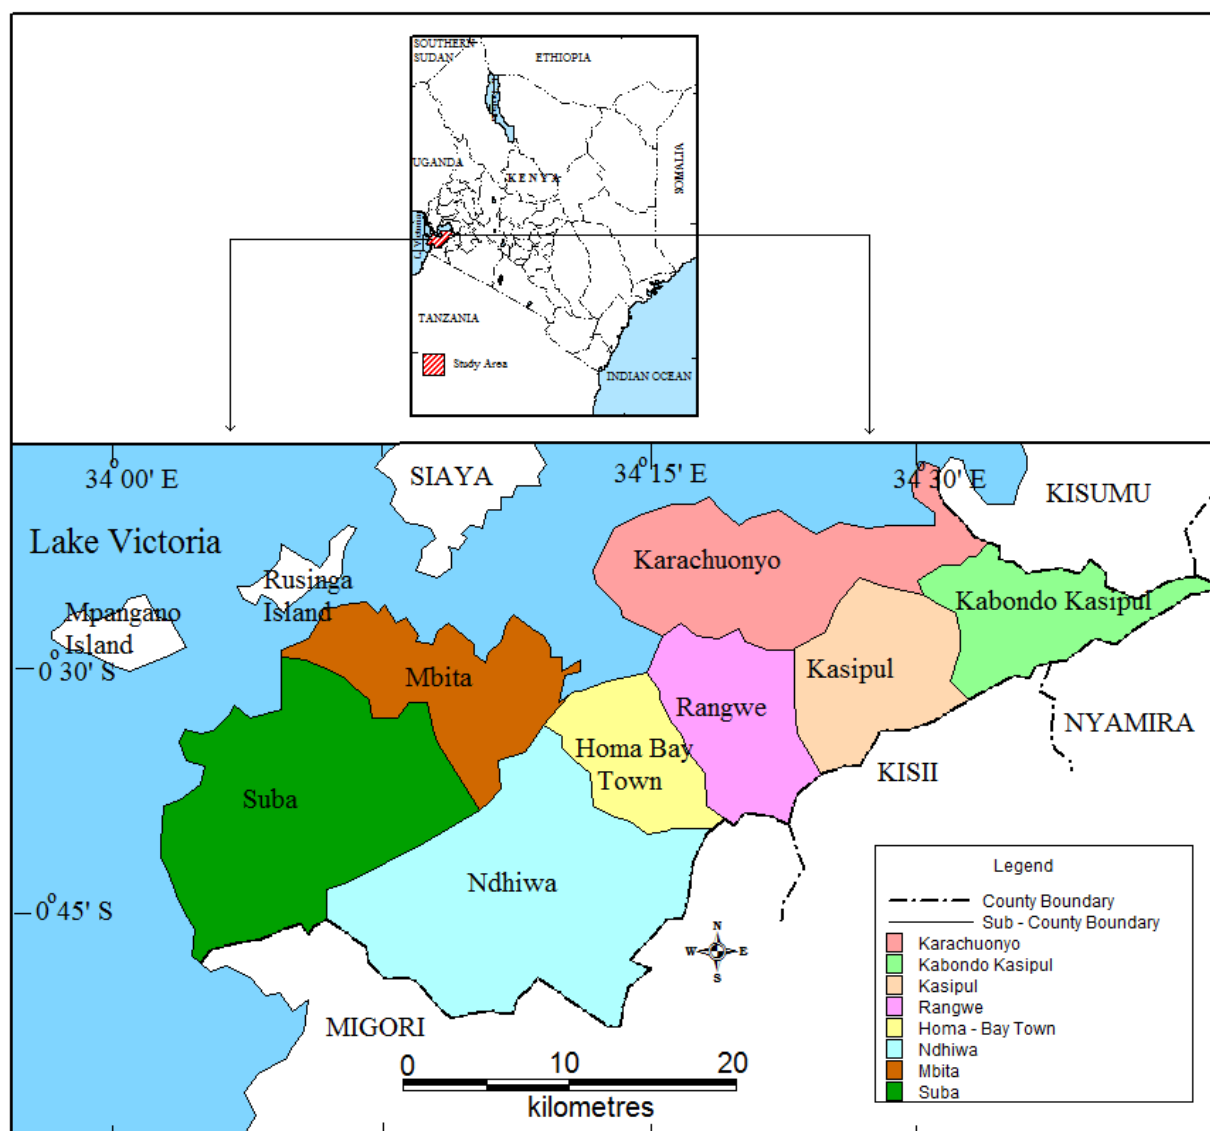 SOUTHERN
SUDAN
ETHIOPIA
SOMALIA
UGANDA
KENYA
TANZANIA
Study Area
INDIAN OCEAN
34°00' E
34°15' E
34°30' E
SIAYA
KISUMU
Lake Victoria
Karachuonyo
Rusinga
Island
Kabondo Kasipul
Mpangano
Island
0°30' S
Mbita
Kasipul
Rangwe
NYAMIRA
Homa Bay
Town
KISII
Suba
Ndhiwa
0°45' S
N
W
E
S
MIGORI
0
10
20
kilometres
Legend
County Boundary
Sub - County Boundary
Karachuonyo
Kabondo Kasipul
Kasipul
Rangwe
Homa - Bay Town
Ndhiwa
Mbita
Suba